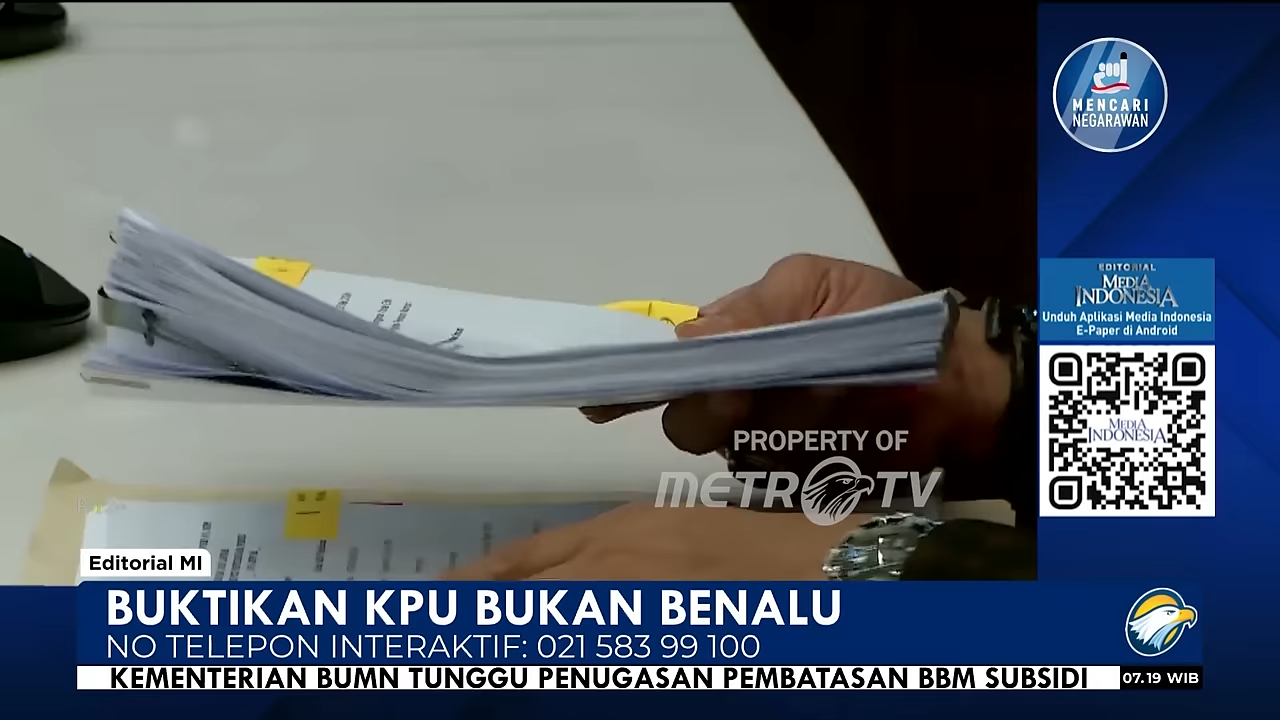 MENCARI
NEGARAWAN
EDITORIAL
MEDIA
INDONESIA
Unduh Aplikasi Media Indonesia
E-Paper di Android
MEDIA
INDONESIA
PROPERTY OF
METRO TV
Editorial MI
BUKTIKAN KPU BUKAN BENALU
NO TELEPON INTERAKTIF: 021 583 99 100
KEMENTERIAN BUMN TUNGGU PENUGASAN PEMBATASAN BBM SUBSIDI
07.19 WIB